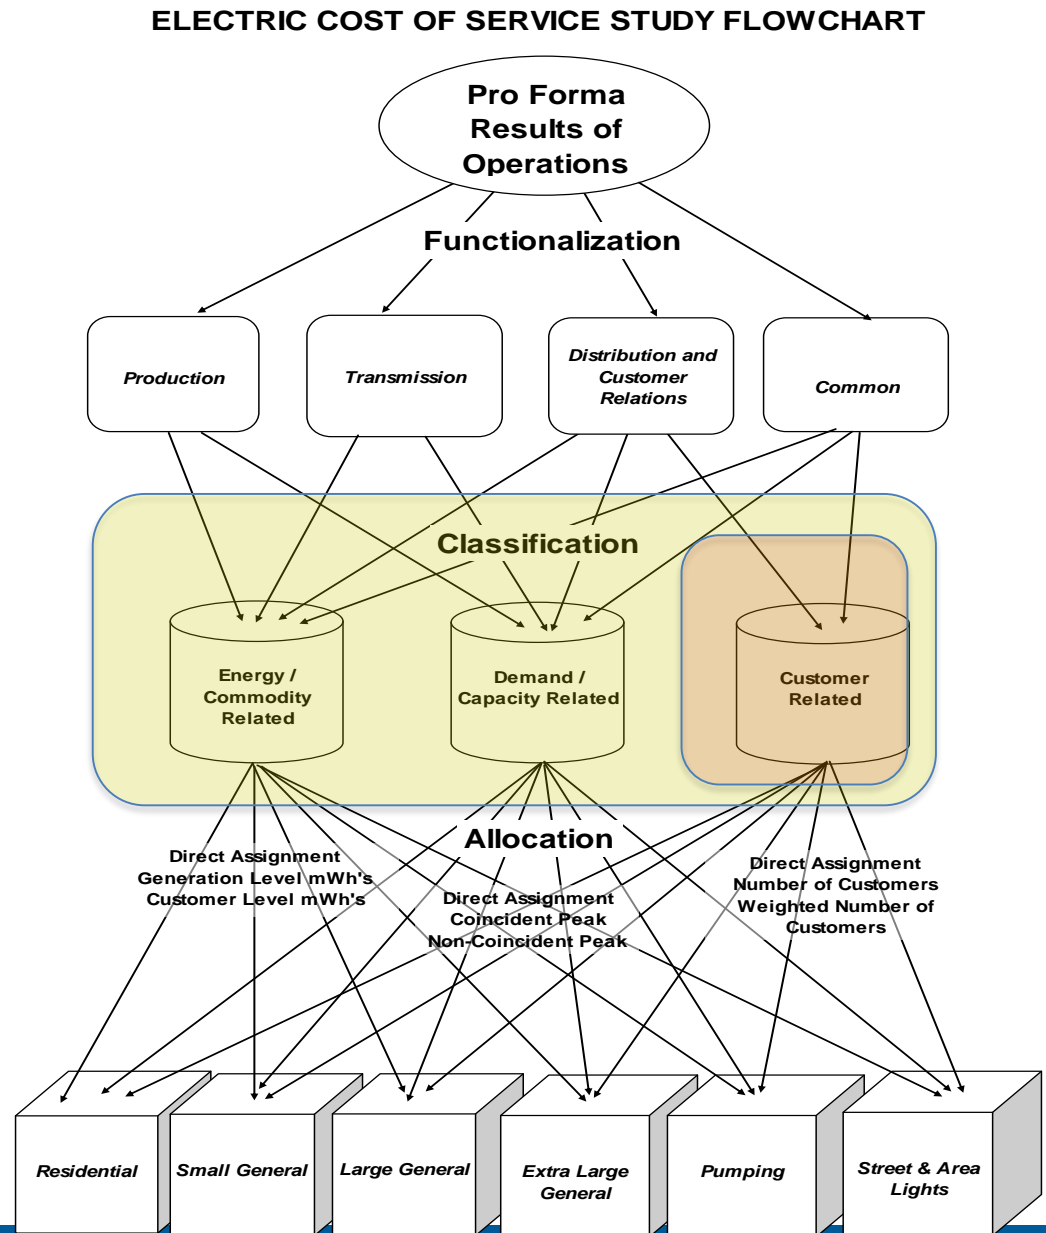 ELECTRIC COST OF SERVICE STUDY FLOWCHART
Pro Forma
Results of
Operations
Functionalization
Production
Transmission
Distribution and
Customer
Relations
Common
Classification
Energy /
Commodity
Related
Demand /
Capacity Related
Customer
Related
Allocation
Direct Assignment
Generation Level mWh's
Customer Level mWh's
Direct Assignment
Coincident Peak
Non-Coincident Peak
Direct Assignment
Number of Customers
Weighted Number of
Customers
Residential
Small General
Large General
Extra Large
General
Pumping
Street & Area
Lights